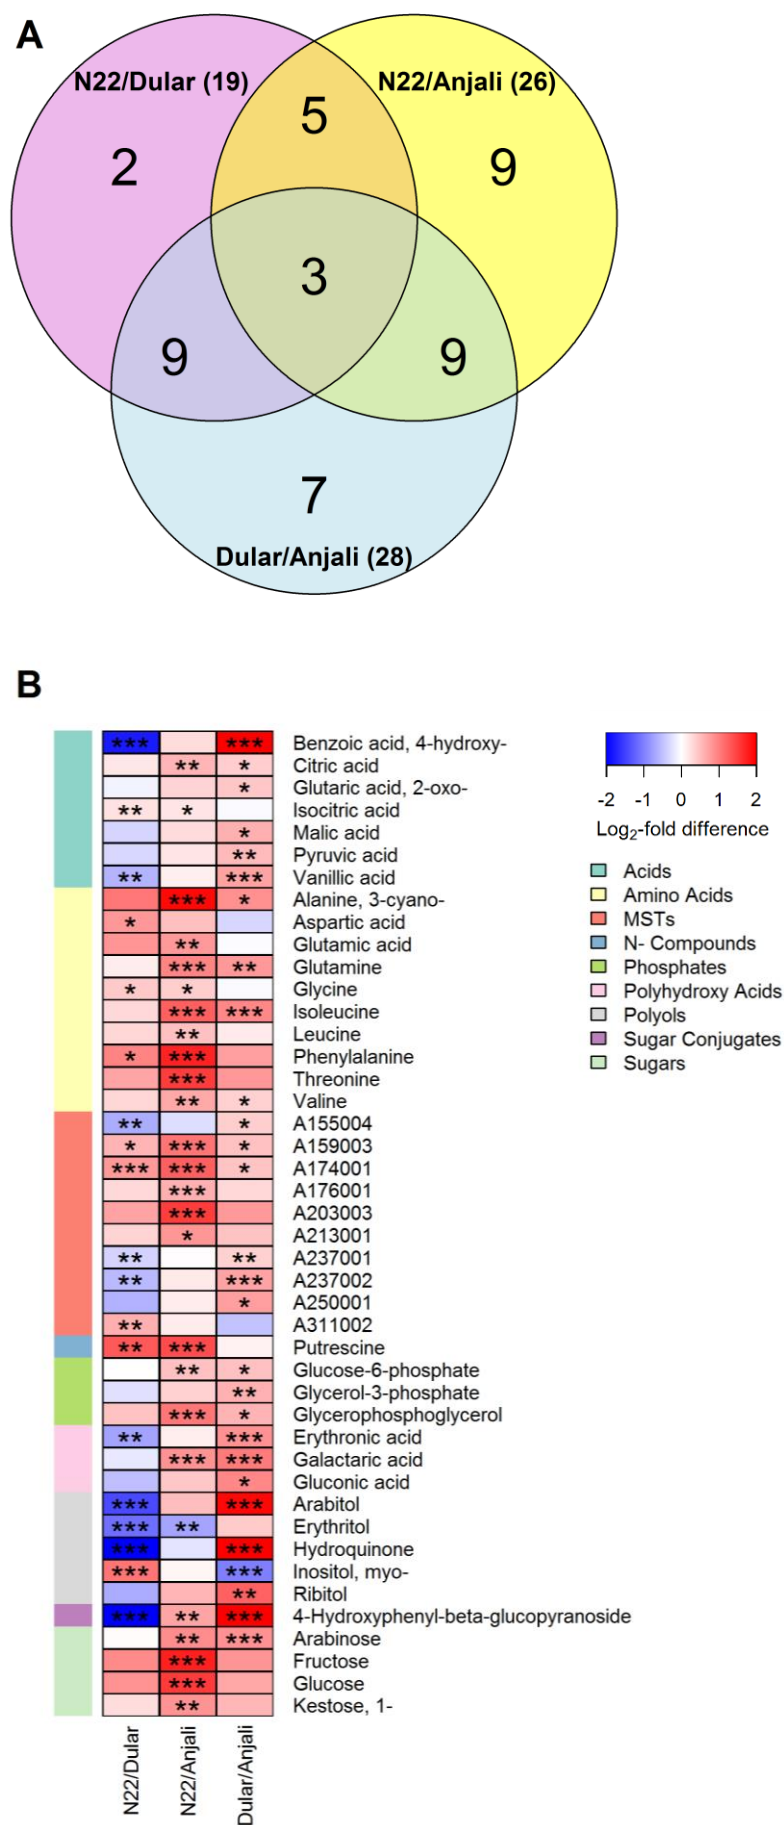 A
N22/Dular (19)
N22/Anjali (26)
5
2
9
3
9
9
7
Dular/Anjali (28)
B
*** *** Benzoic acid, 4-hydroxy-
** * Citric acid
* Glutaric acid, 2-oxo-
** * Isocitric acid
* Malic acid
** Pyruvic acid
** *** Vanillic acid
*** * Alanine, 3-cyano-
* Aspartic acid
** Glutamic acid
*** ** Glutamine
* * Glycine
*** *** Isoleucine
** Leucine
* *** Phenylalanine
*** Threonine
** * Valine
** * A155004
* *** * A159003
*** *** * A174001
*** A176001
*** A203003
* A213001
** ** A237001
** *** A237002
* A250001
** A311002
** *** Putrescine
** * Glucose-6-phosphate
** Glycerol-3-phosphate
*** * Glycerophosphoglycerol
** *** Erythronic acid
*** *** Galactaric acid
* Gluconic acid
*** *** Arabitol
*** ** Erythritol
*** *** Hydroquinone
*** *** Inositol, myo-
** Ribitol
*** ** *** 4-Hydroxyphenyl-beta-glucopyranoside
** *** Arabinose
*** Fructose
*** Glucose
** Kestose, 1-
N22/Dular
N22/Anjali
Dular/Anjali
-2 -1 0 1 2
Log2-fold difference
Acids
Amino Acids
MSTs
N- Compounds
Phosphates
Polyhydroxy Acids
Polyols
Sugar Conjugates
Sugars